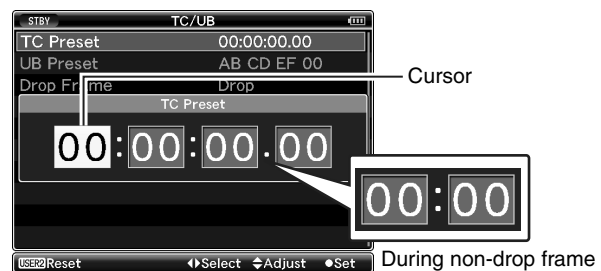 STBY TC/UB
TC Preset 00:00:00.00
UB Preset AB CD EF 00
Drop Frame Drop
Cursor
TC Preset
00:00:00.00
00:00
During non-drop frame
USER2 Reset ◀▶Select ▲▼Adjust ●Set